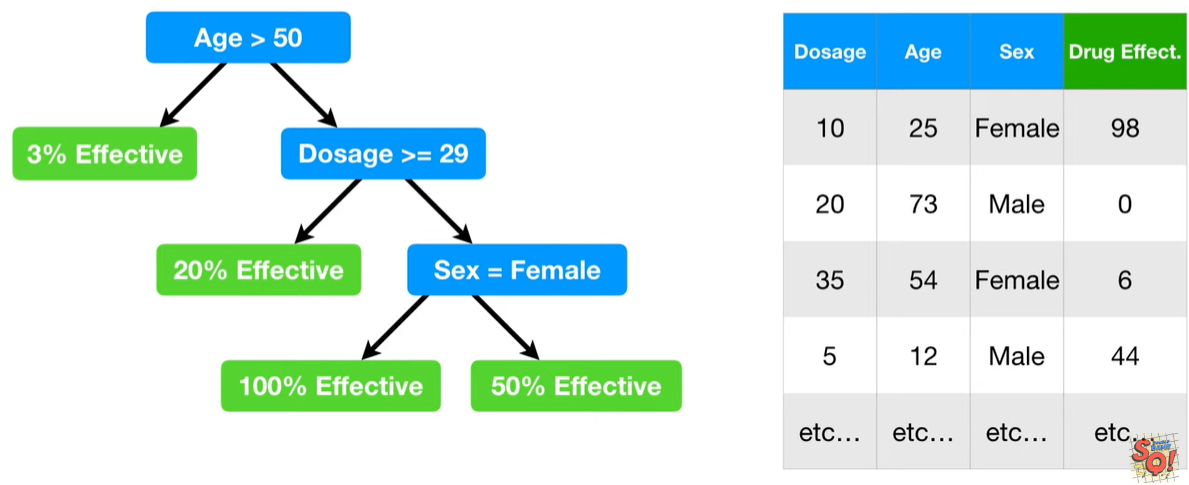 Age > 50
3% Effective
Dosage >= 29
20% Effective
Sex = Female
100% Effective
50% Effective
Dosage Age Sex Drug Effect.
10 25 Female 98
20 73 Male 0
35 54 Female 6
5 12 Male 44
etc… etc… etc… etc…
SQ!